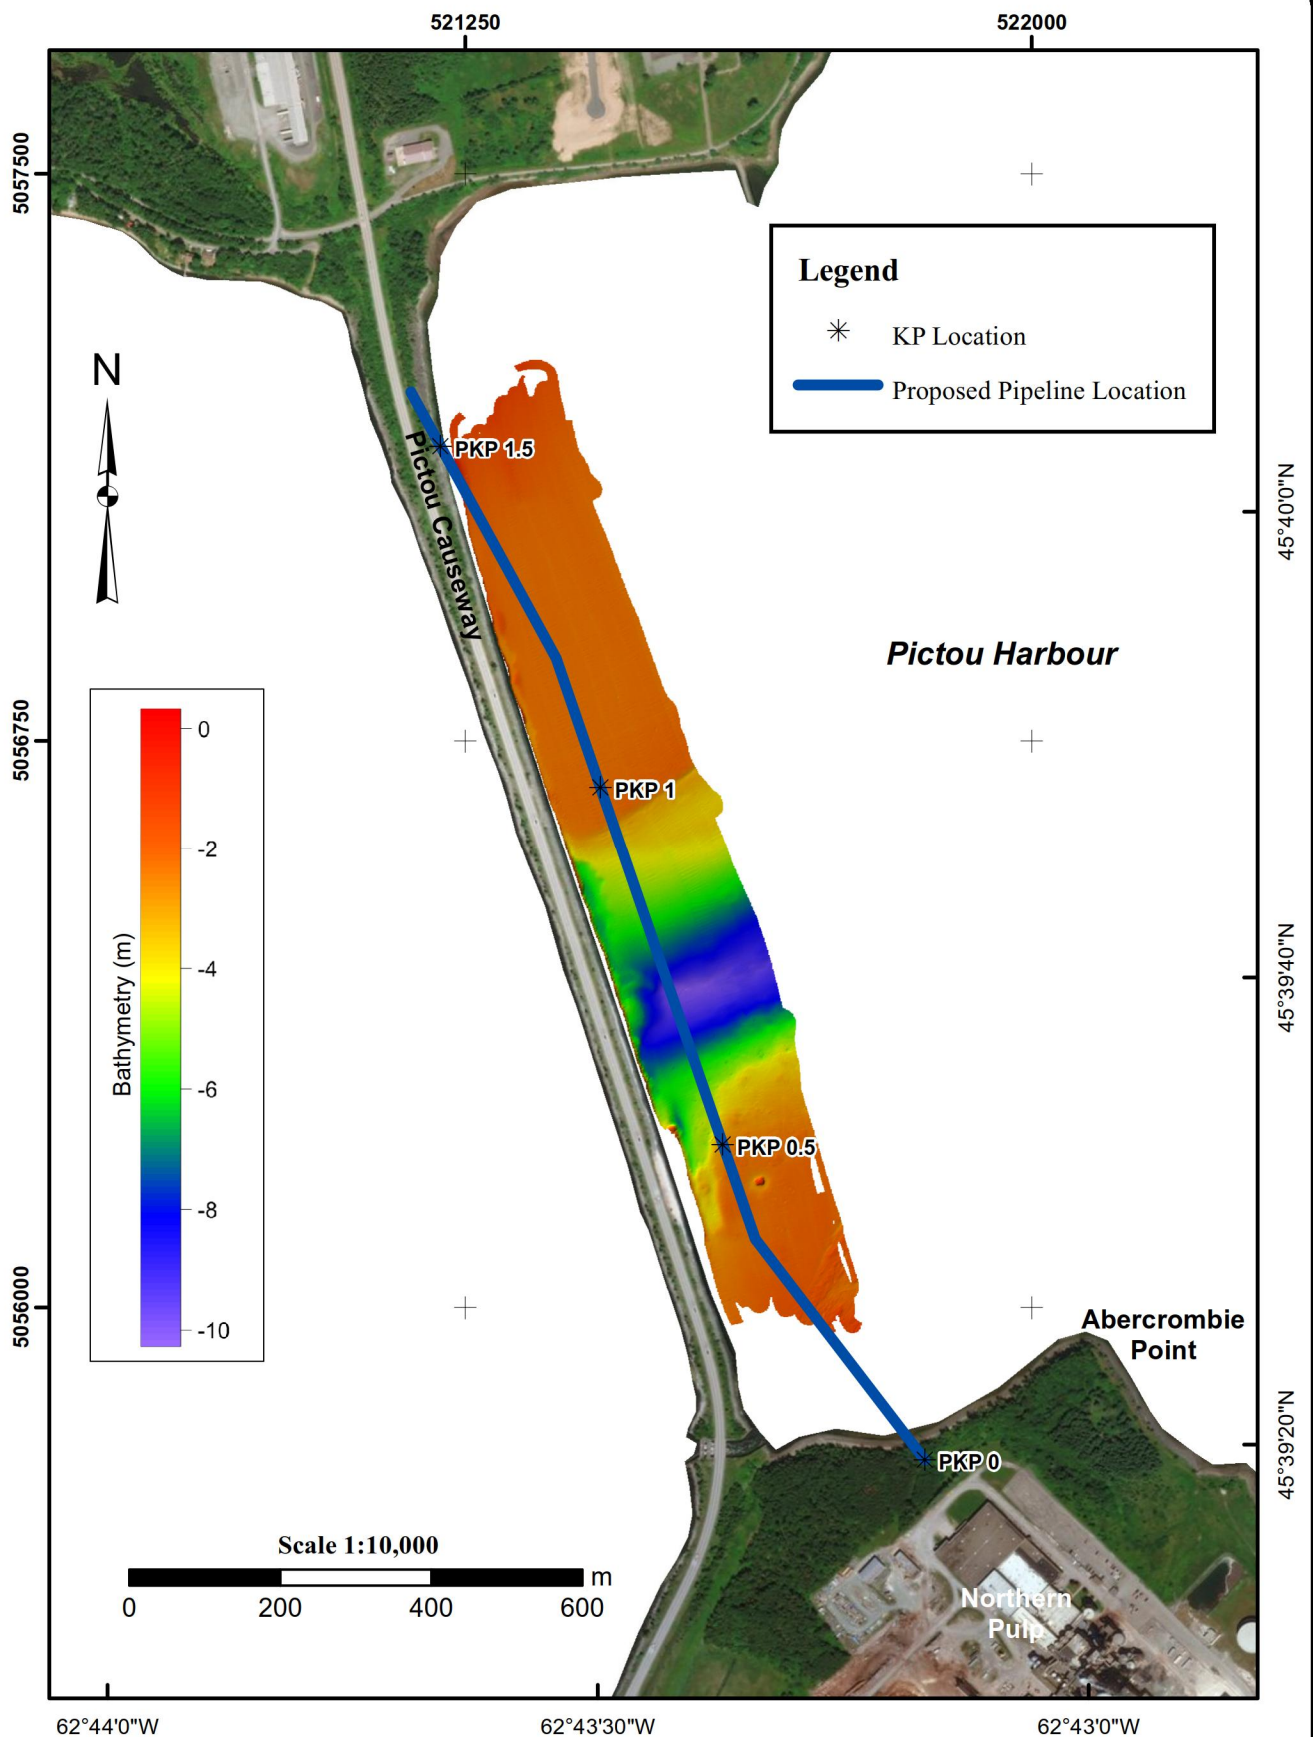 521250
522000
5057500
Legend
KP Location
Proposed Pipeline Location
N
PKP 1.5
Pictou Causeway
45°40'0"N
Pictou Harbour
5056750
0
-2
-4
-6
-8
-10
Bathymetry (m)
PKP 1
45°39'40"N
PKP 0.5
5056000
Abercrombie
Point
45°39'20"N
PKP 0
Scale 1:10,000
m
0
200
400
600
Northern
Pulp
62°44'0"W
62°43'30"W
62°43'0"W